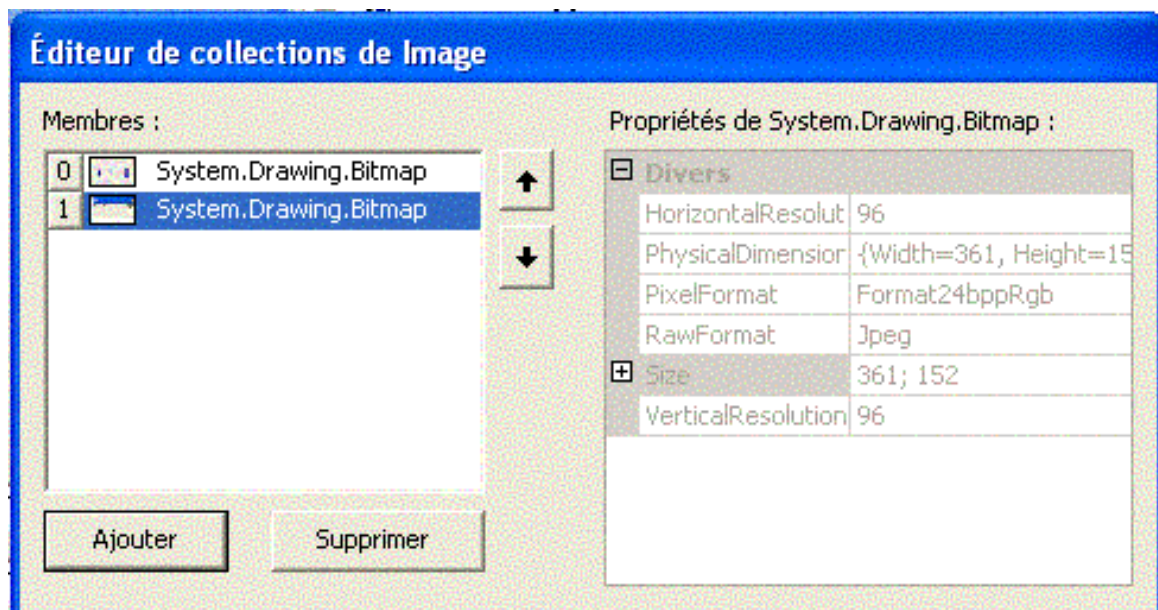 Éditeur de collections de Image
Membres :
0 System.Drawing.Bitmap
1 System.Drawing.Bitmap
Ajouter
Supprimer
Propriétés de System.Drawing.Bitmap :
Divers
HorizontalResolut 96
PhysicalDimension {Width=361, Height=15
PixelFormat Format24bppRgb
RawFormat Jpeg
Size 361; 152
VerticalResolution 96